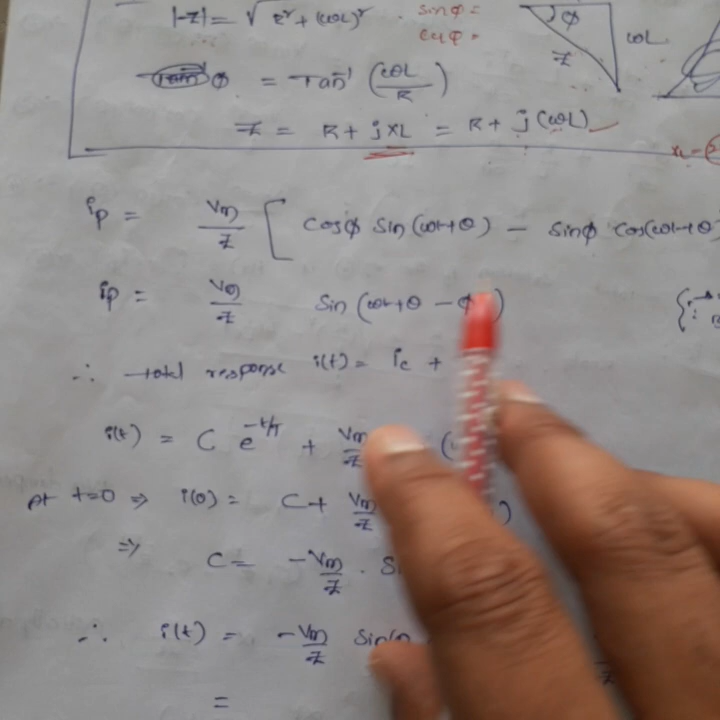 |z| = √ R² + (ωL)²
sinφ =
cosφ =
φ
ωL
z
φ = Tan⁻¹ (ωL/R)
z = R + jXL = R + j(ωL)
ip = Vm/z [ cosφ sin(ωt+θ) – sinφ cos(ωt+θ
ip = Vm/z sin(ωt+θ – φ)
∴ total response i(t) = ic +
i(t) = C e^(-t/τ) + Vm/z (
At t=0 ⇒ i(0) = C + Vm/z )
⇒ C = -Vm/z .
∴ i(t) = -Vm/z Sin(
=